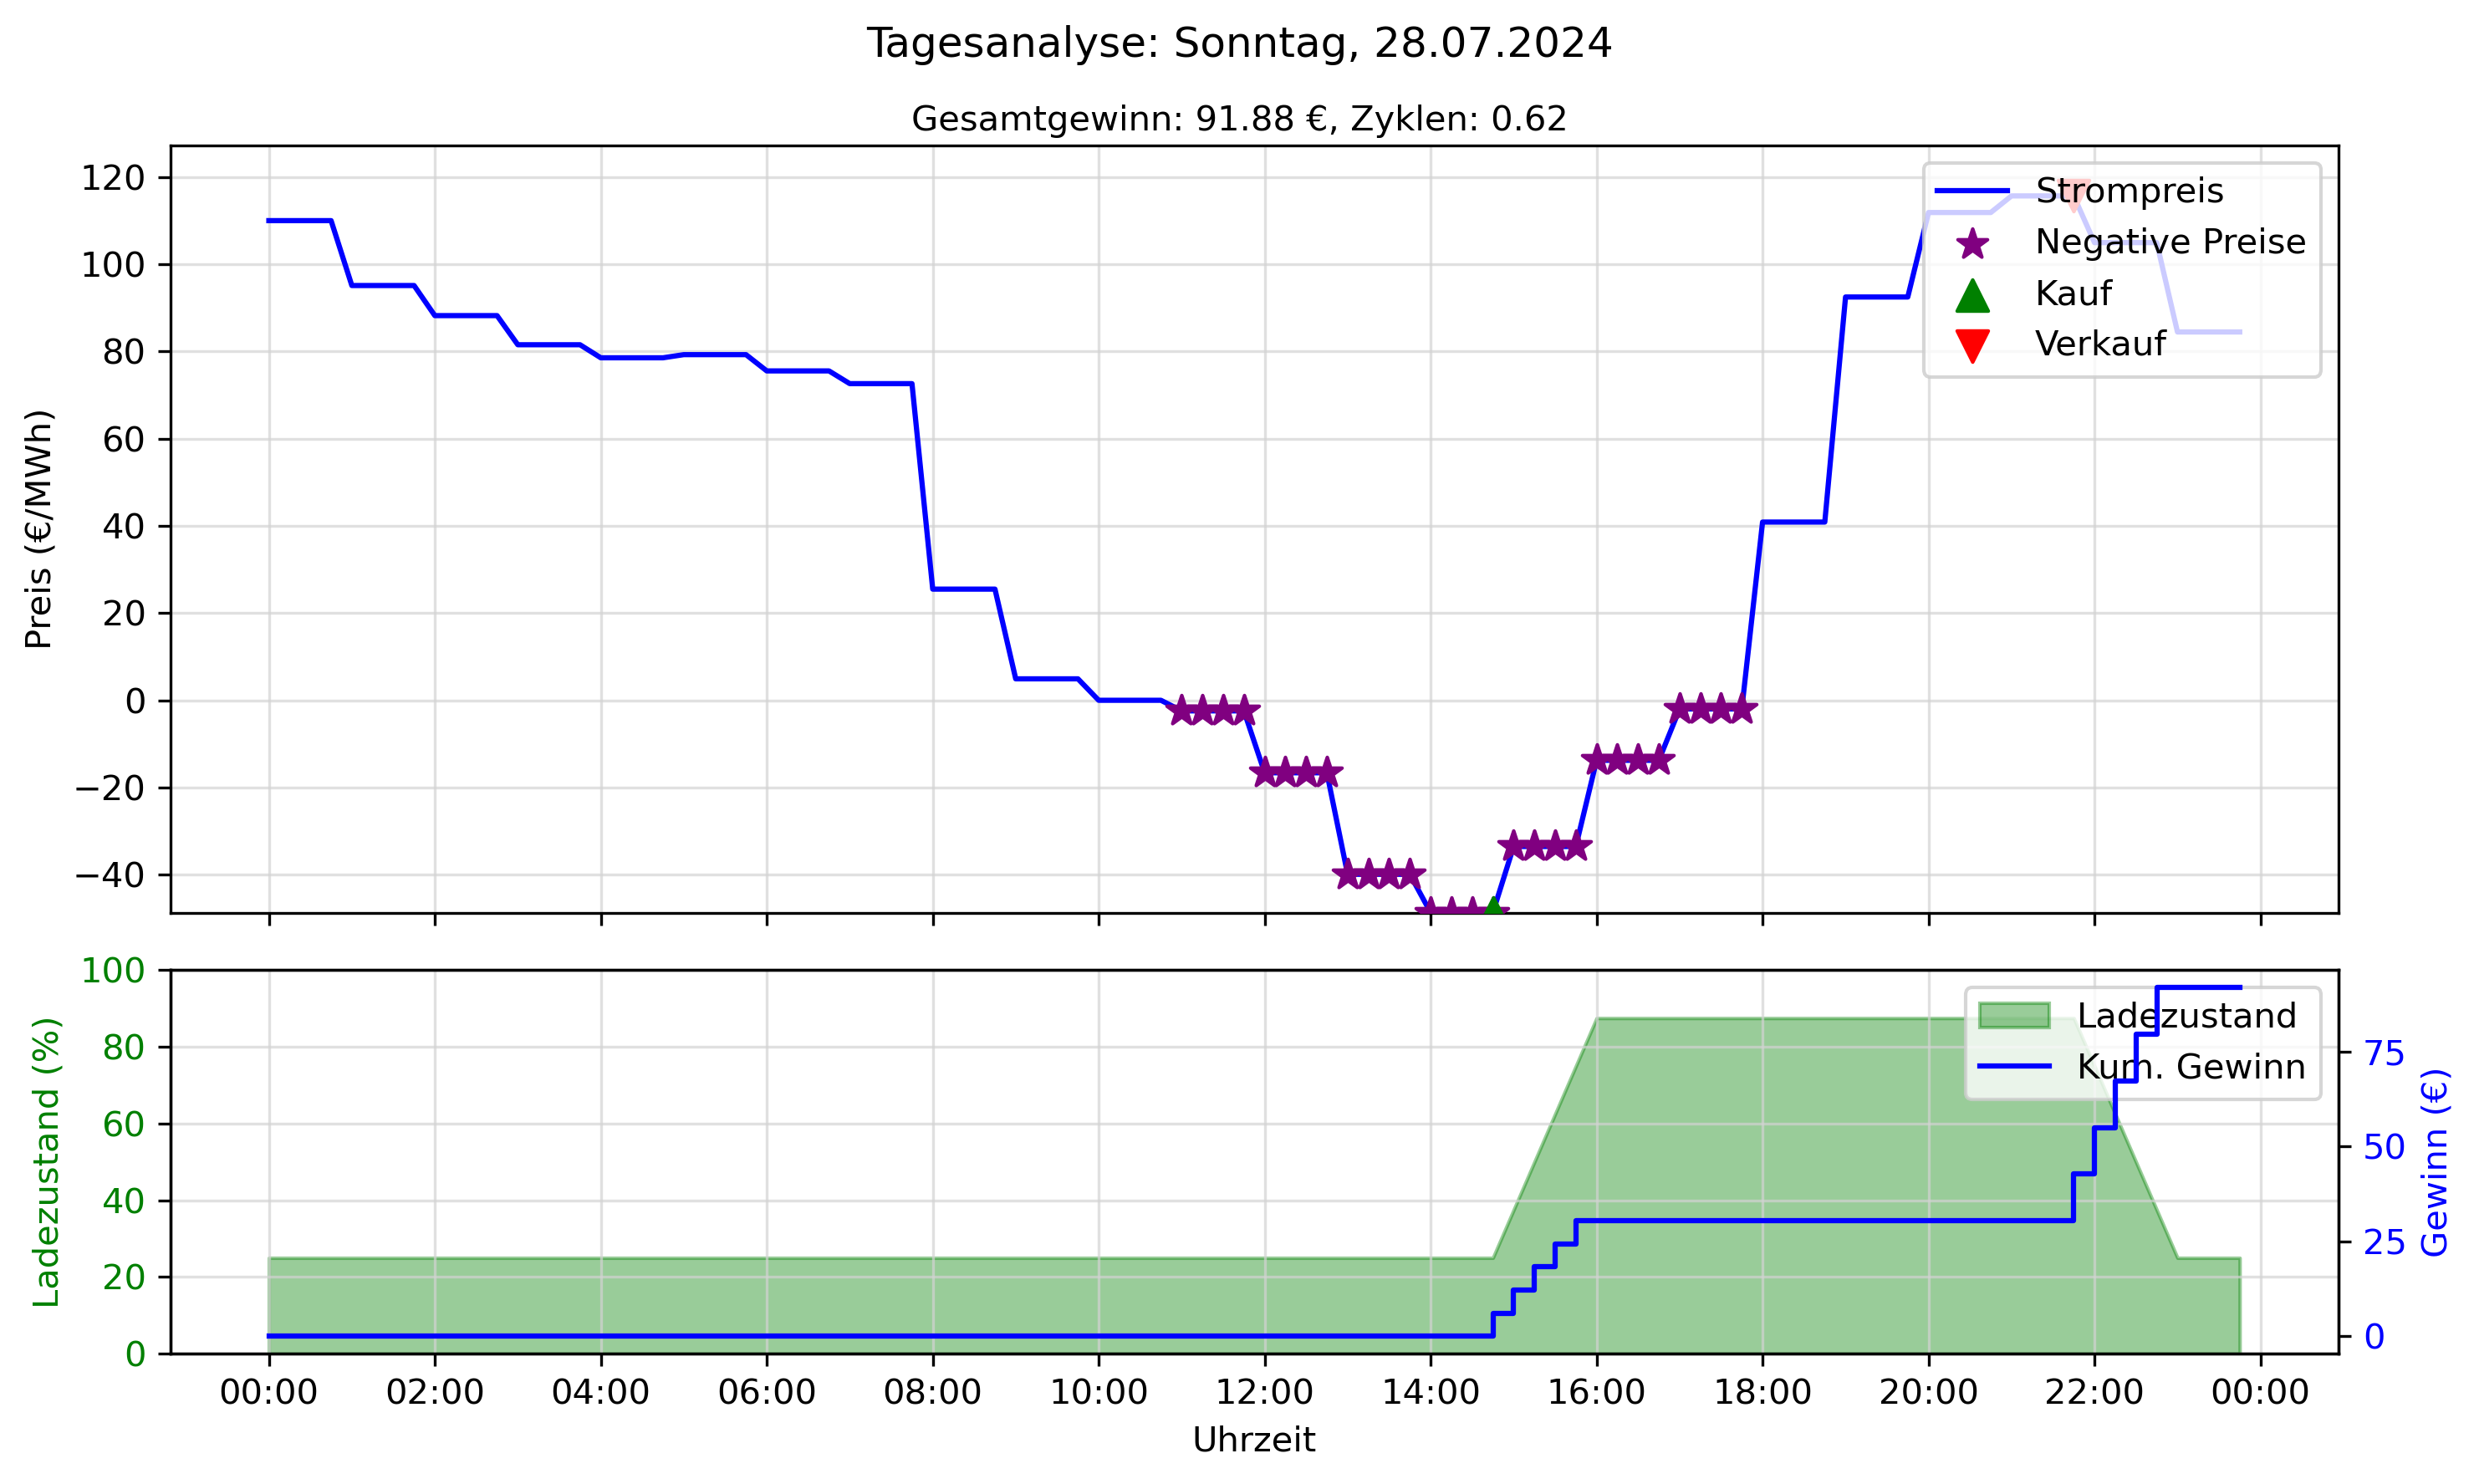 Tagesanalyse: Sonntag, 28.07.2024
Gesamtgewinn: 91.88 €, Zyklen: 0.62
Preis (€/MWh)
120
100
80
60
40
20
0
−20
−40
Strompreis
Negative Preise
Kauf
Verkauf
Ladezustand (%)
100
80
60
40
20
0
Ladezustand
Kum. Gewinn
75
50
25
0
Gewinn (€)
00:00 02:00 04:00 06:00 08:00 10:00 12:00 14:00 16:00 18:00 20:00 22:00 00:00
Uhrzeit